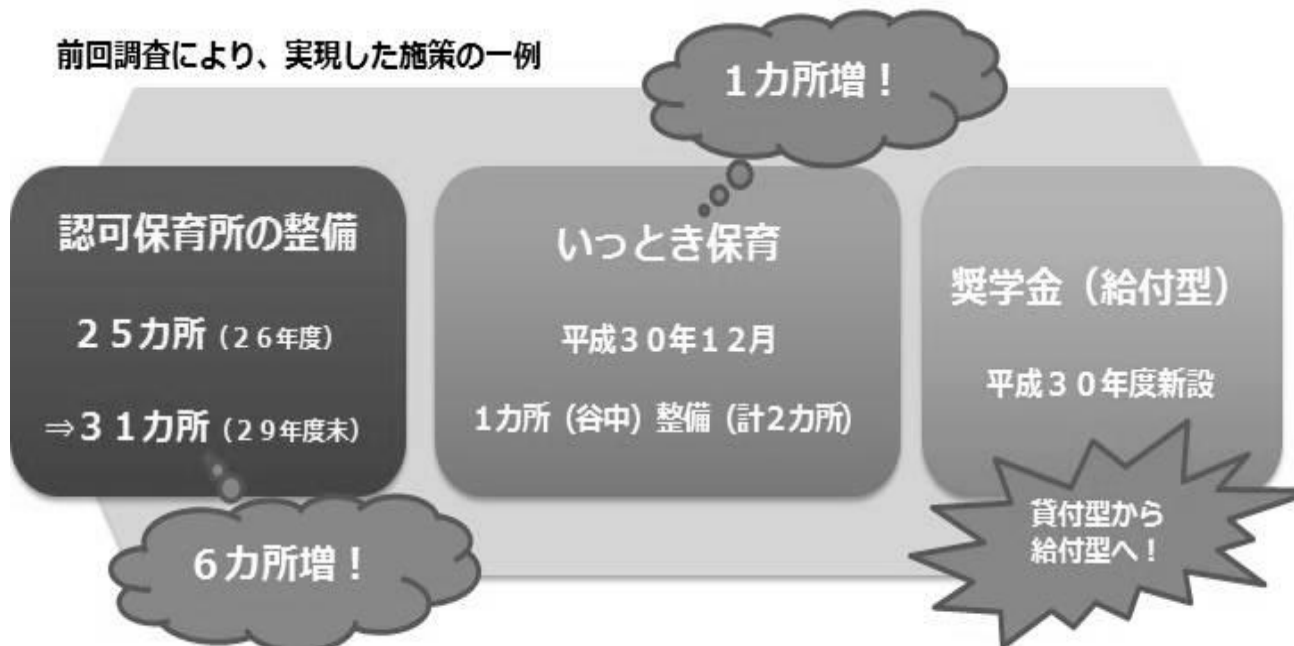 前回調査により、実現した施策の一例
1カ所増！
認可保育所の整備
２５カ所（２６年度）
⇒３１カ所（２９年度末）
６カ所増！
いっとき保育
平成３０年１２月
1カ所（谷中）整備（計２カ所）
奨学金（給付型）
平成３０年度新設
貸付型から
給付型へ！